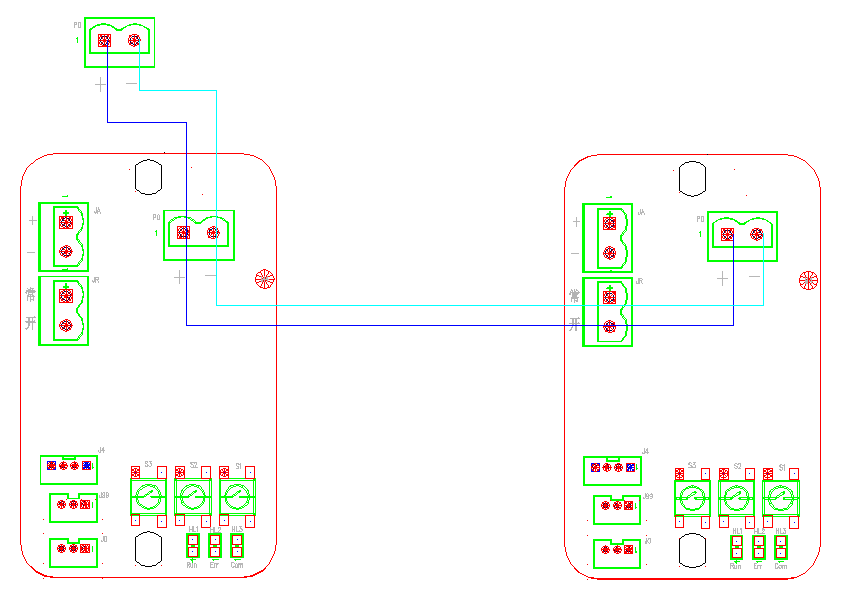 P0
1
+ −
JA
+
−
P0
1
+ −
JR
常
开
J4
S3 S2 S1
J99
HL1 HL2 HL3
J0
Run Err Com
JA
+
−
P0
1
+ −
JR
常
开
J4
S3 S2 S1
J99
HL1 HL2 HL3
J0
Run Err Com